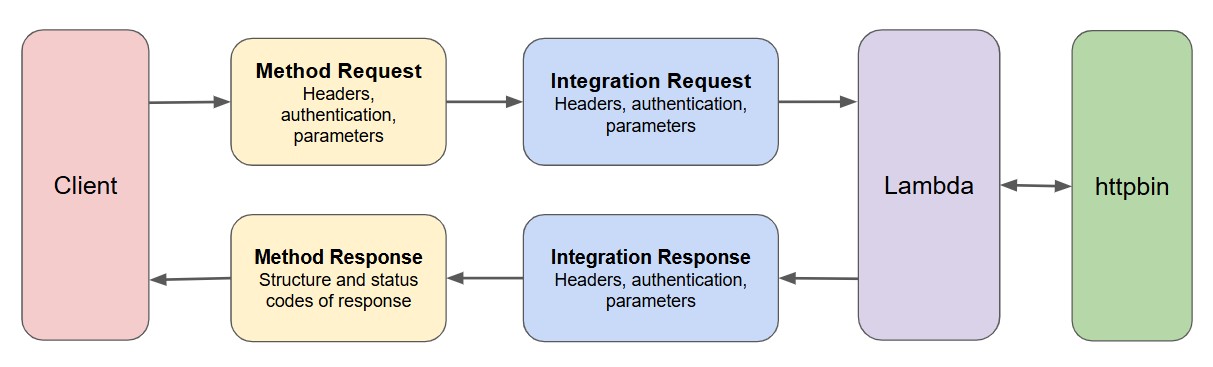 Client
Method Request
Headers,
authentication,
parameters
Integration Request
Headers, authentication,
parameters
Lambda
httpbin
Method Response
Structure and status
codes of response
Integration Response
Headers, authentication,
parameters